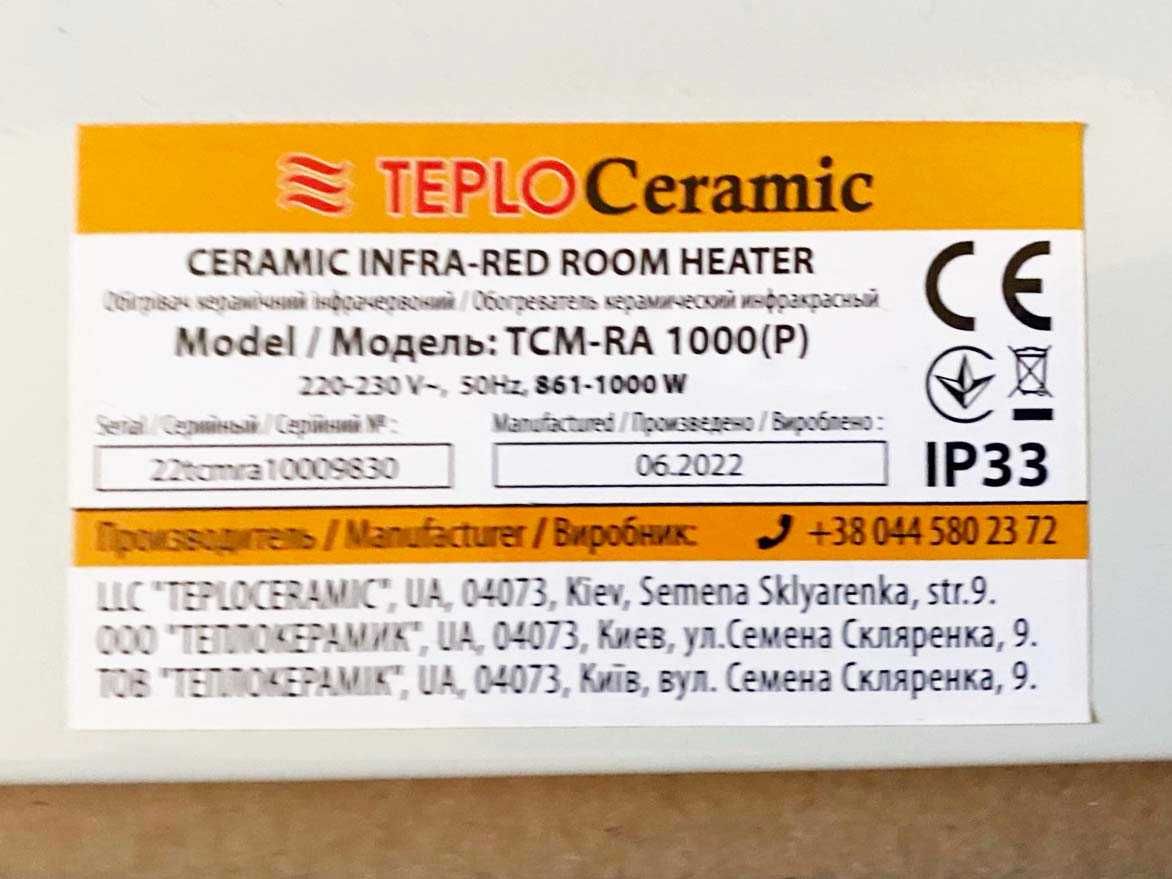 TEPLOCeramic
CERAMIC INFRA-RED ROOM HEATER
Обігрівач керамічний інфрачервоний / Обогреватель керамический инфракрасный
Model / Модель: TCM-RA 1000(P)
220-230 V~, 50Hz, 861-1000 W
Serial / Серийный / Серійний № :
Manufactured / Произведено / Вироблено :
22tcmra10009830
06.2022
CE
IP33
Производитель / Manufacturer / Виробник:
+38 044 580 23 72
LLC "TEPLOCERAMIC", UA, 04073, Kiev, Semena Sklyarenka, str.9.
ООО "ТЕПЛОКЕРАМИК", UA, 04073, Киев, ул.Семена Скляренка, 9.
ТОВ "ТЕПЛОКЕРАМІК", UA, 04073, Київ, вул. Семена Скляренка, 9.